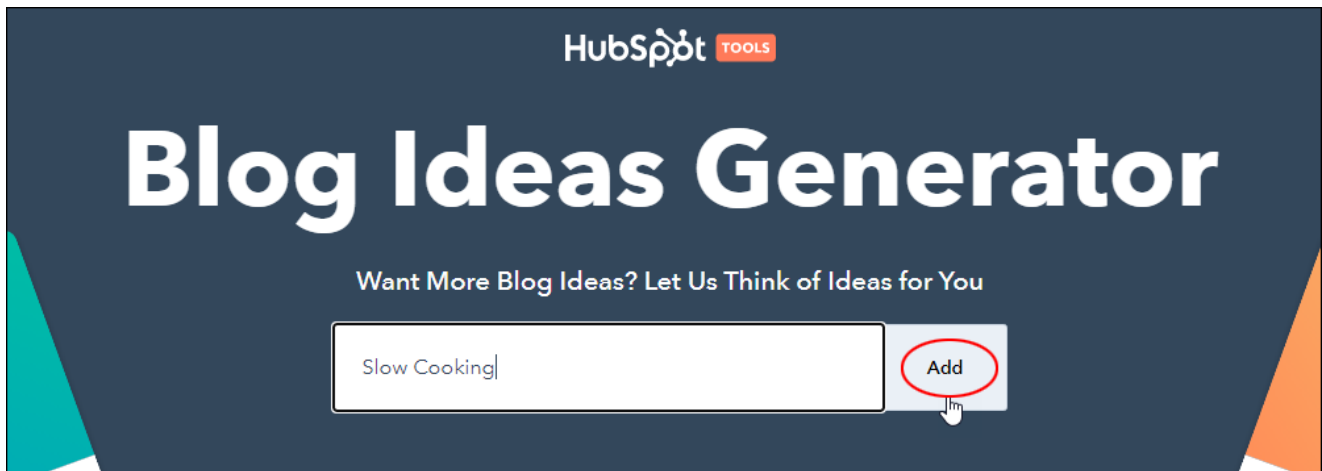 HubSpot TOOLS
Blog Ideas Generator
Want More Blog Ideas? Let Us Think of Ideas for You
Slow Cooking
Add